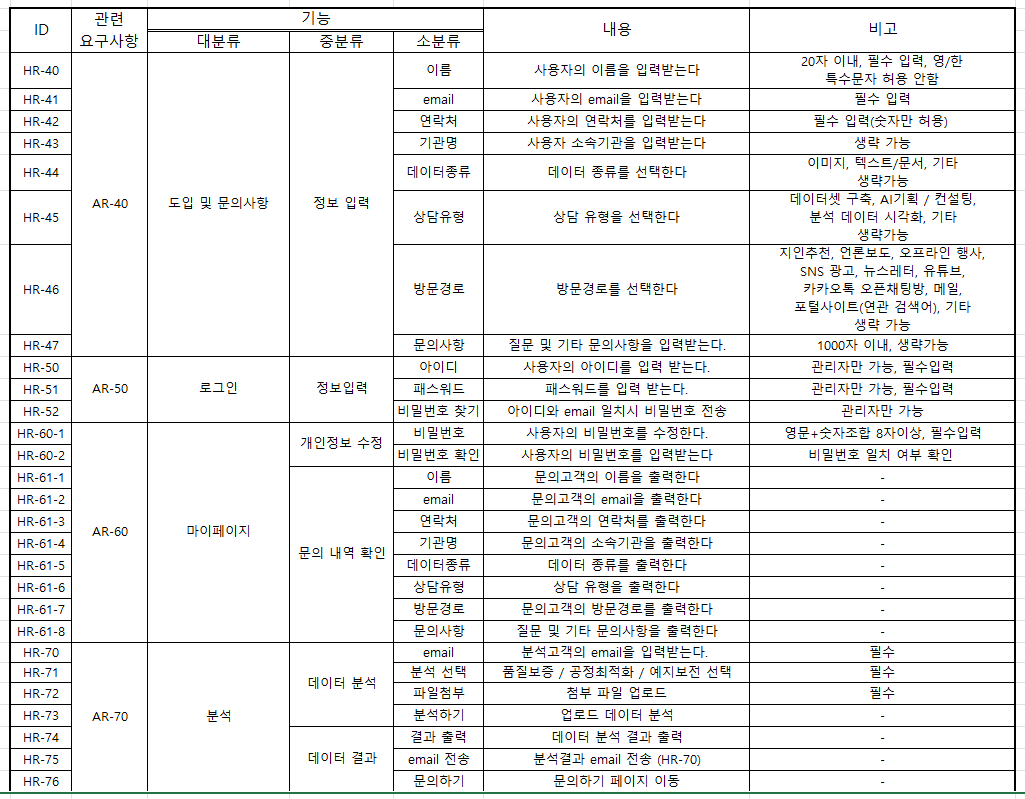 ID 관련 요구사항 기능 내용 비고
대분류 중분류 소분류
HR-40 AR-40 도입 및 문의사항 정보 입력 이름 사용자의 이름을 입력받는다 20자 이내, 필수 입력, 영/한
특수문자 허용 안함
HR-41 email 사용자의 email을 입력받는다 필수 입력
HR-42 연락처 사용자의 연락처를 입력받는다 필수 입력(숫자만 허용)
HR-43 기관명 사용자 소속기관을 입력받는다 생략 가능
HR-44 데이터종류 데이터 종류를 선택한다 이미지, 텍스트/문서, 기타
생략가능
HR-45 상담유형 상담 유형을 선택한다 데이터셋 구축, AI기획 / 컨설팅,
분석 데이터 시각화, 기타
생략가능
HR-46 방문경로 방문경로를 선택한다 지인추천, 언론보도, 오프라인 행사,
SNS 광고, 뉴스레터, 유튜브,
카카오톡 오픈채팅방, 메일,
포털사이트(연관 검색어), 기타
생략 가능
HR-47 문의사항 질문 및 기타 문의사항을 입력받는다. 1000자 이내, 생략가능
HR-50 AR-50 로그인 정보입력 아이디 사용자의 아이디를 입력 받는다. 관리자만 가능, 필수입력
HR-51 패스워드 패스워드를 입력 받는다. 관리자만 가능, 필수입력
HR-52 비밀번호 찾기 아이디와 email 일치시 비밀번호 전송 관리자만 가능
HR-60-1 AR-60 마이페이지 개인정보 수정 비밀번호 사용자의 비밀번호를 수정한다. 영문+숫자조합 8자이상, 필수입력
HR-60-2 비밀번호 확인 사용자의 비밀번호를 입력받는다 비밀번호 일치 여부 확인
HR-61-1 문의 내역 확인 이름 문의고객의 이름을 출력한다 -
HR-61-2 email 문의고객의 email을 출력한다 -
HR-61-3 연락처 문의고객의 연락처를 출력한다 -
HR-61-4 기관명 문의고객의 소속기관을 출력한다 -
HR-61-5 데이터종류 데이터 종류를 출력한다 -
HR-61-6 상담유형 상담 유형을 출력한다 -
HR-61-7 방문경로 문의고객의 방문경로를 출력한다 -
HR-61-8 문의사항 질문 및 기타 문의사항을 출력한다 -
HR-70 AR-70 분석 데이터 분석 email 분석고객의 email을 입력받는다. 필수
HR-71 분석 선택 품질보증 / 공정최적화 / 예지보전 선택 필수
HR-72 파일첨부 첨부 파일 업로드 필수
HR-73 분석하기 업로드 데이터 분석 -
HR-74 데이터 결과 결과 출력 데이터 분석 결과 출력 -
HR-75 email 전송 분석결과 email 전송 (HR-70) -
HR-76 문의하기 문의하기 페이지 이동 -